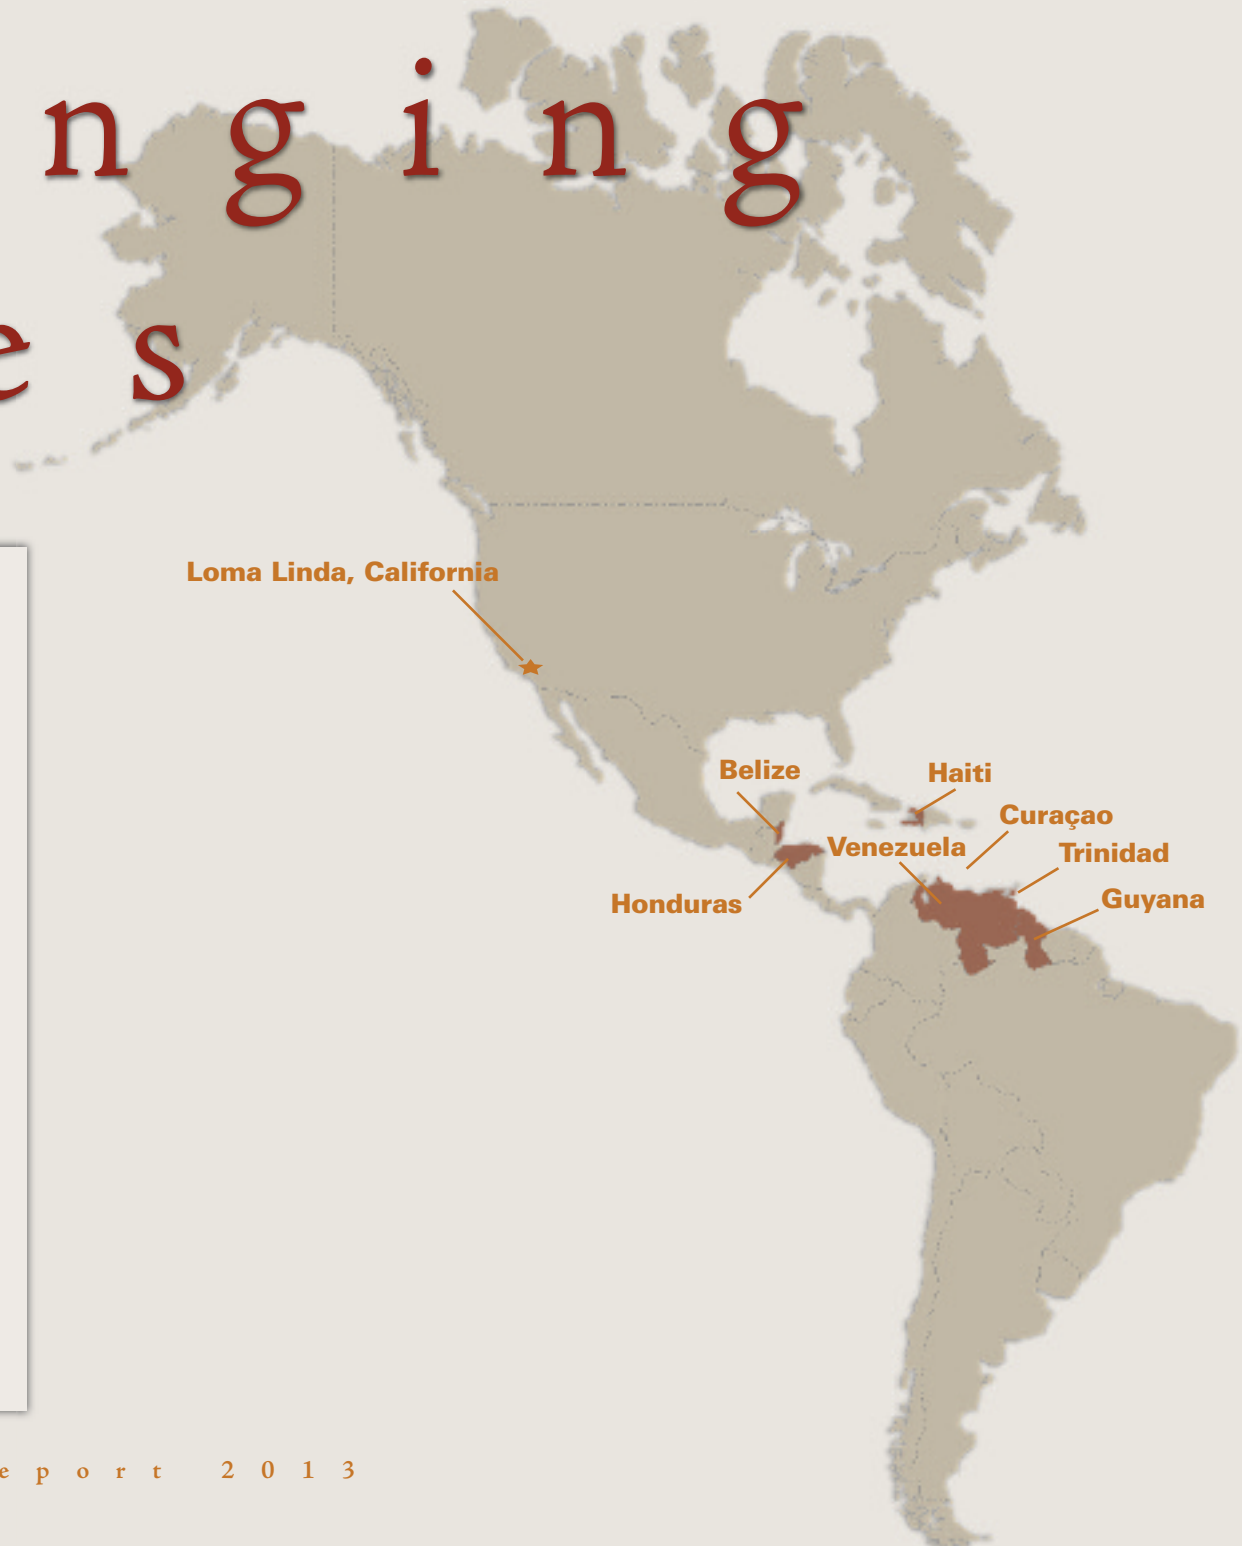 n g i n g
e s
Loma Linda, California
Belize
Haiti
Curaçao
Venezuela
Trinidad
Guyana
Honduras
e p o r t 2 0 1 3